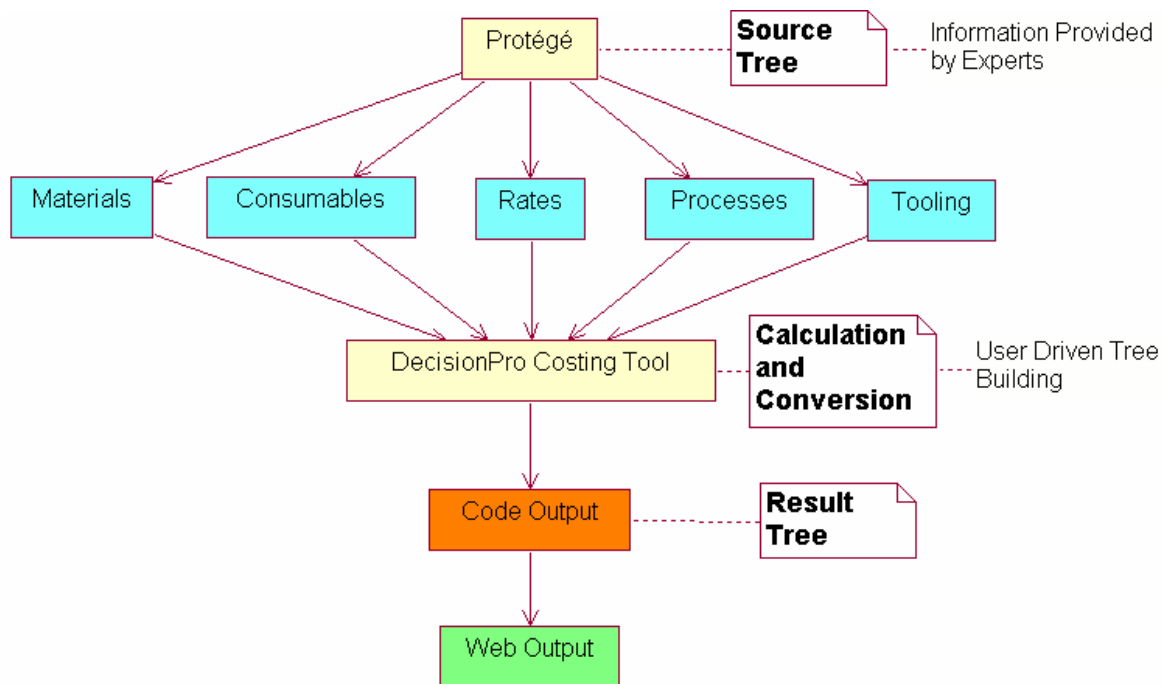 Protégé
Source
Tree
Information Provided
by Experts
Materials
Consumables
Rates
Processes
Tooling
DecisionPro Costing Tool
Calculation
and
Conversion
User Driven Tree
Building
Code Output
Result
Tree
Web Output